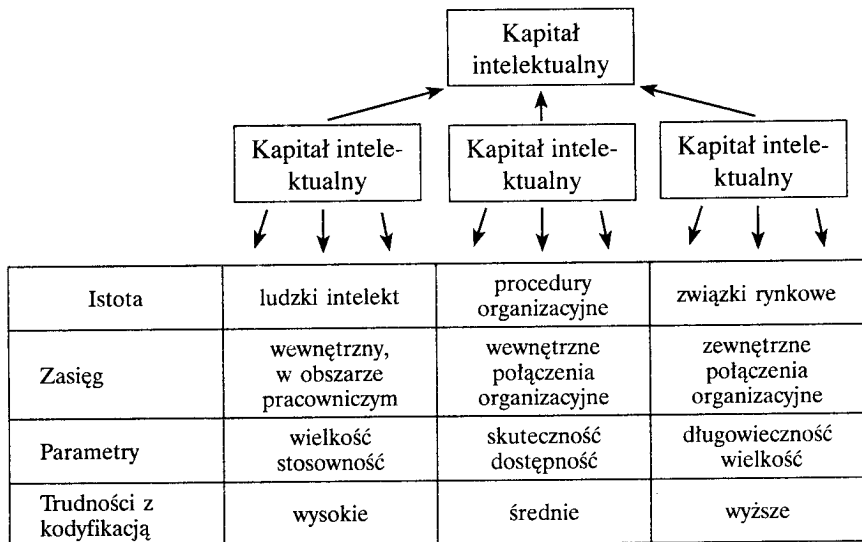 Kapitał
intelektualny
Kapitał intele-
ktualny
Kapitał intele-
ktualny
Kapitał intele-
ktualny
Istota
ludzki intelekt
procedury
organizacyjne
związki rynkowe
Zasięg
wewnętrzny,
w obszarze
pracowniczym
wewnętrzne
połączenia
organizacyjne
zewnętrzne
połączenia
organizacyjne
Parametry
wielkość
stosowność
skuteczność
dostępność
długowieczność
wielkość
Trudności z
kodyfikacją
wysokie
średnie
wyższe